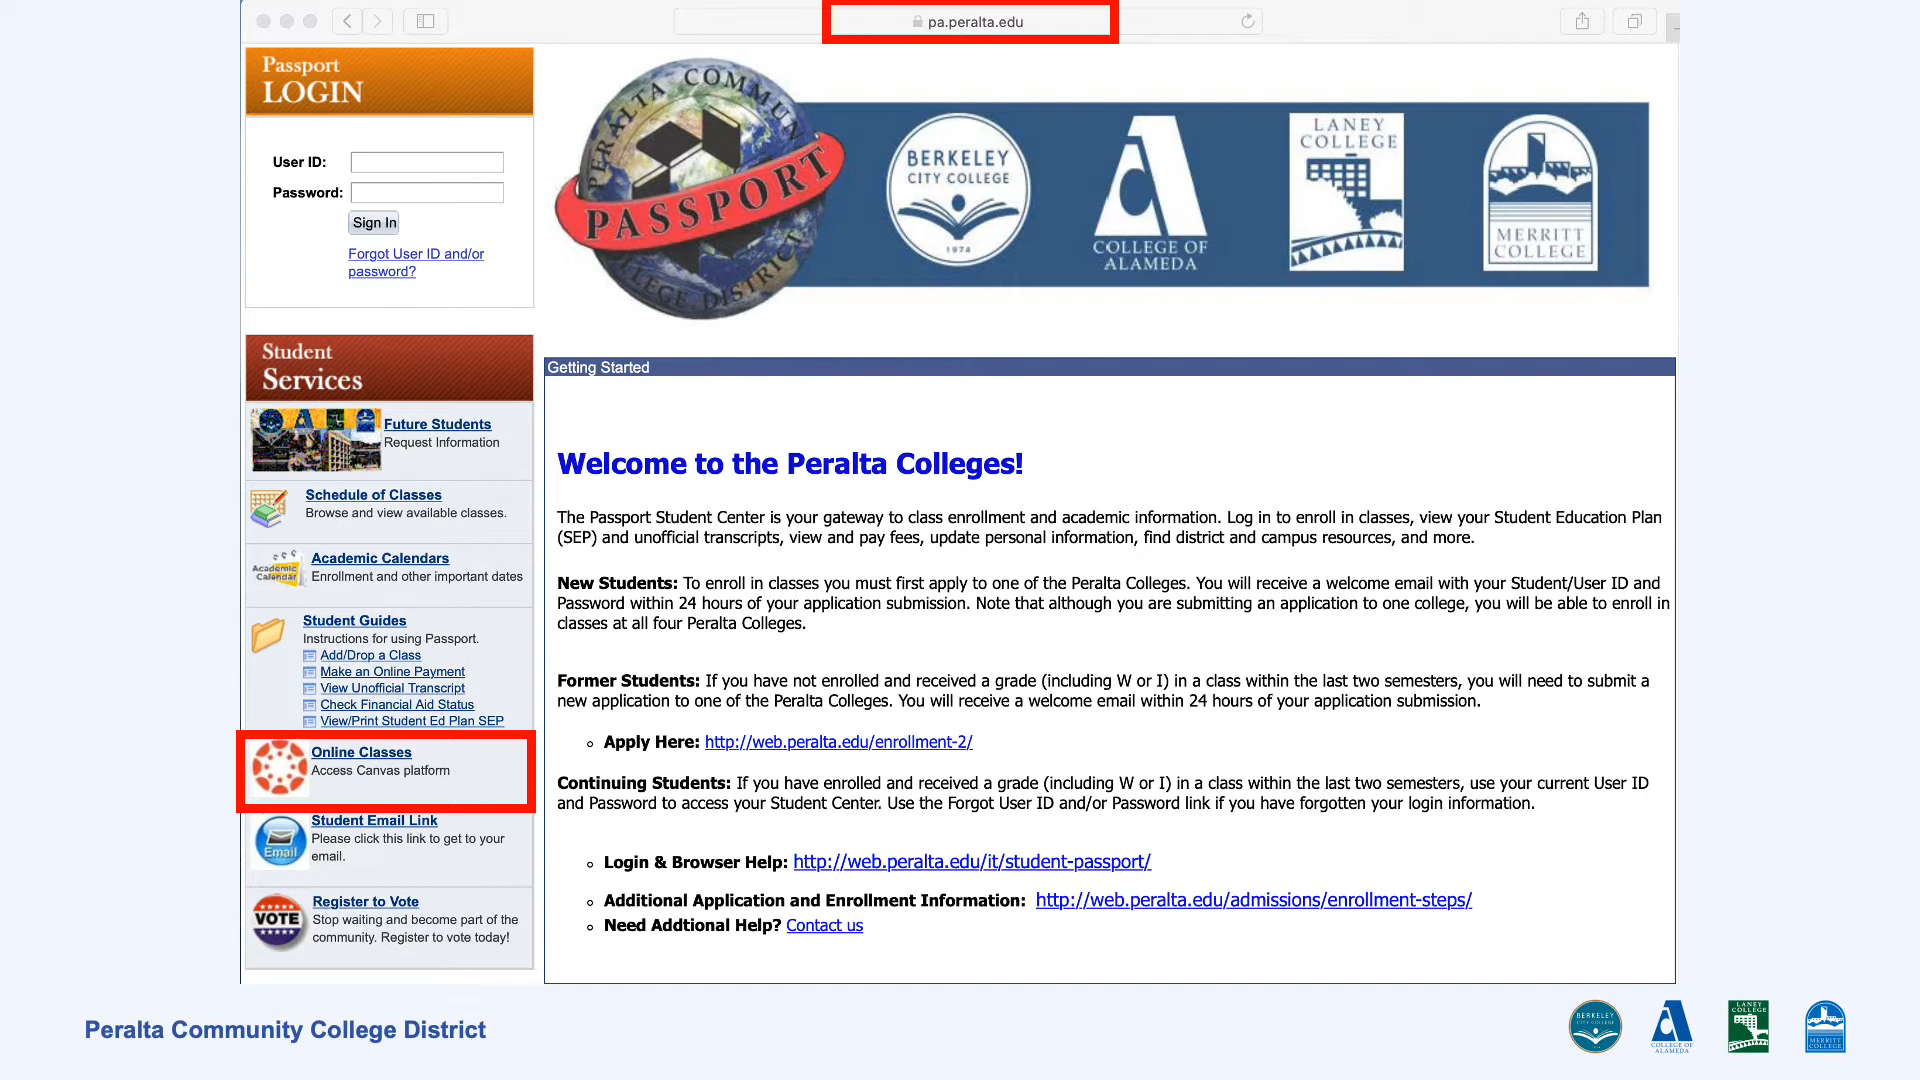 pa.peralta.edu
Passport
LOGIN
User ID:
Password:
Sign In
Forgot User ID and/or
password?
PERALTA COMMUN
PASSPORT
LLEGE DISTRICT
BERKELEY
CITY COLLEGE
1974
COLLEGE OF
ALAMEDA
LANEY
COLLEGE
MERRITT
COLLEGE
Student
Services
Future Students
Request Information
Schedule of Classes
Browse and view available classes.
Academic
Calendar
Academic Calendars
Enrollment and other important dates
Student Guides
Instructions for using Passport.
Add/Drop a Class
Make an Online Payment
View Unofficial Transcript
Check Financial Aid Status
View/Print Student Ed Plan SEP
Online Classes
Access Canvas platform
Email
Student Email Link
Please click this link to get to your
email.
VOTE
Register to Vote
Stop waiting and become part of the
community. Register to vote today!
Getting Started
Welcome to the Peralta Colleges!
The Passport Student Center is your gateway to class enrollment and academic information. Log in to enroll in classes, view your Student Education Plan
(SEP) and unofficial transcripts, view and pay fees, update personal information, find district and campus resources, and more.
New Students: To enroll in classes you must first apply to one of the Peralta Colleges. You will receive a welcome email with your Student/User ID and
Password within 24 hours of your application submission. Note that although you are submitting an application to one college, you will be able to enroll in
classes at all four Peralta Colleges.
Former Students: If you have not enrolled and received a grade (including W or I) in a class within the last two semesters, you will need to submit a
new application to one of the Peralta Colleges. You will receive a welcome email within 24 hours of your application submission.
Apply Here: http://web.peralta.edu/enrollment-2/
Continuing Students: If you have enrolled and received a grade (including W or I) in a class within the last two semesters, use your current User ID
and Password to access your Student Center. Use the Forgot User ID and/or Password link if you have forgotten your login information.
Login & Browser Help: http://web.peralta.edu/it/student-passport/
Additional Application and Enrollment Information: http://web.peralta.edu/admissions/enrollment-steps/
Need Addtional Help? Contact us
Peralta Community College District
BERKELEY
CITY COLLEGE
COLLEGE OF
ALAMEDA
LANEY
COLLEGE
MERRITT
COLLEGE